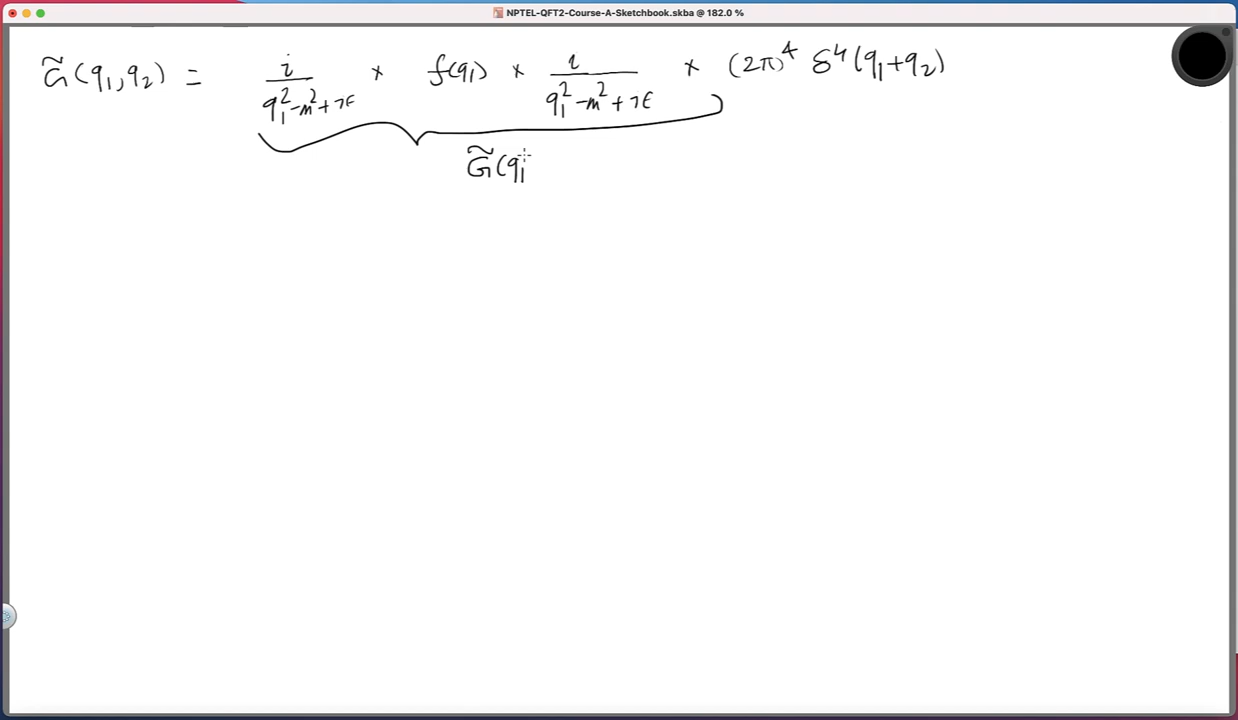 NPTEL-QFT2-Course-A-Sketchbook.skba @ 182.0 %
G̃(q₁,q₂) = i/(q₁²-m²+iϵ) × f(q₁) × i/(q₁²-m²+iϵ) × (2π)⁴ δ⁴(q₁+q₂)
G̃(q₁